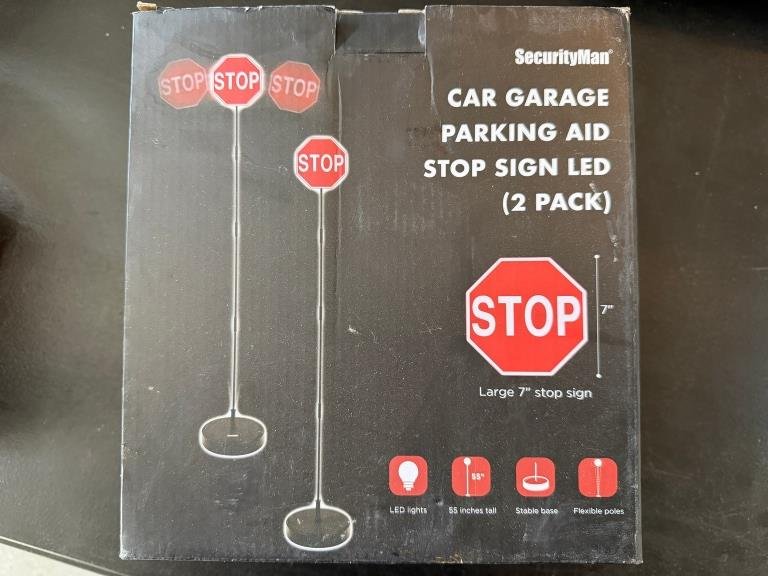 SecurityMan®
CAR GARAGE
PARKING AID
STOP SIGN LED
(2 PACK)
STOP STOP STOP
STOP
STOP
7"
Large 7" stop sign
55"
LED lights 55 inches tall Stable base Flexible poles